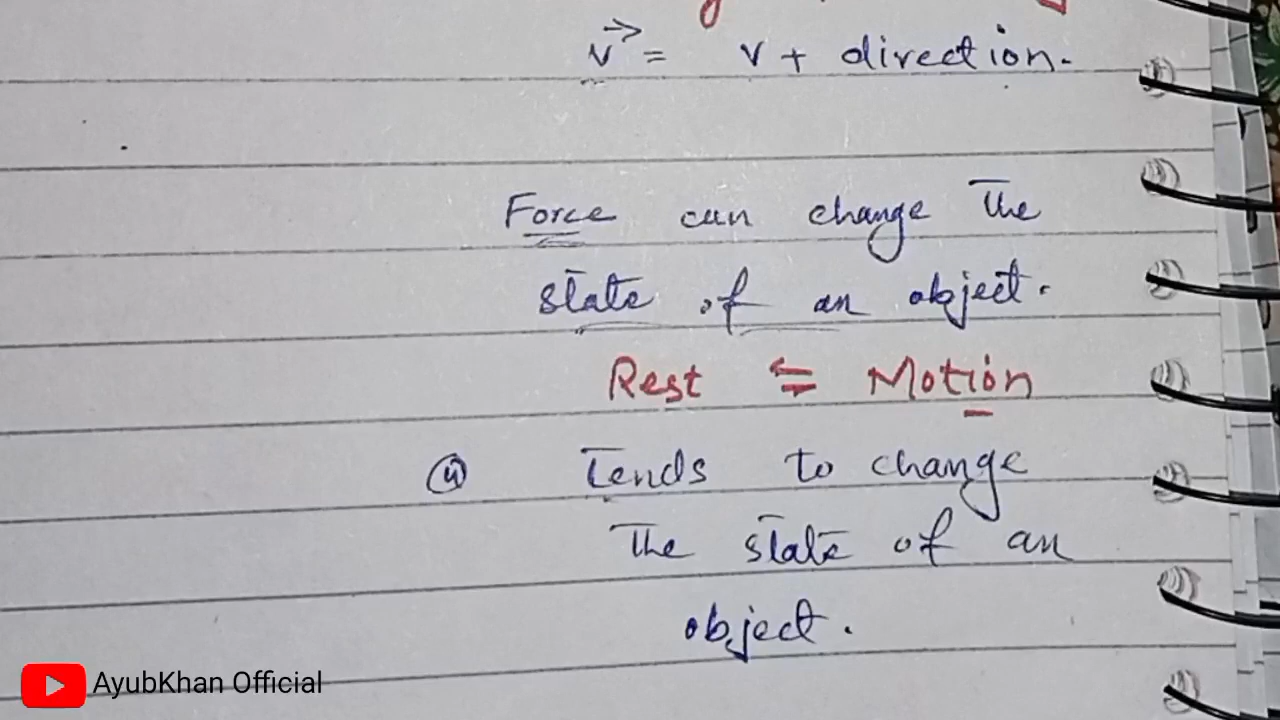 v⃗ = v + direction.
Force can change the
state of an object.
Rest ⇆ Motion
④ Tends to change
the state of an
object.
AyubKhan Official